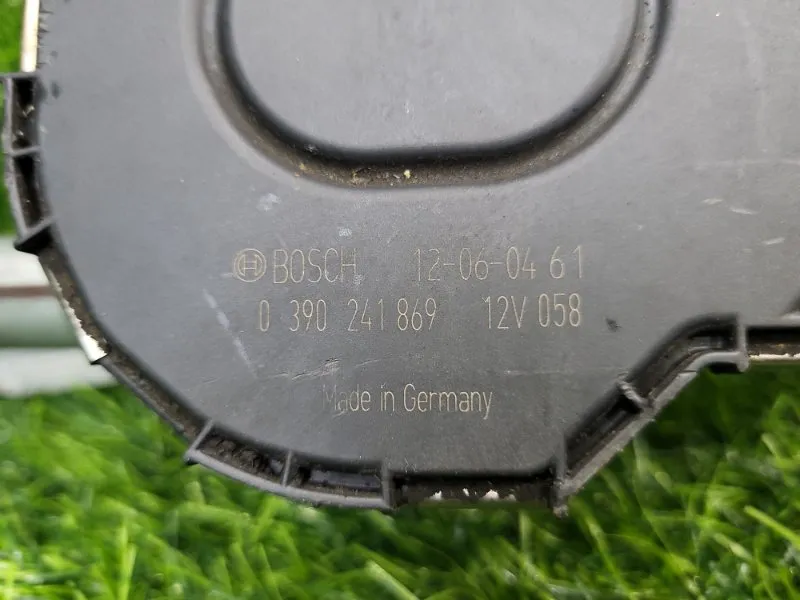 BOSCH 12-06-04 61
0 390 241 869 12V 058
Made in Germany